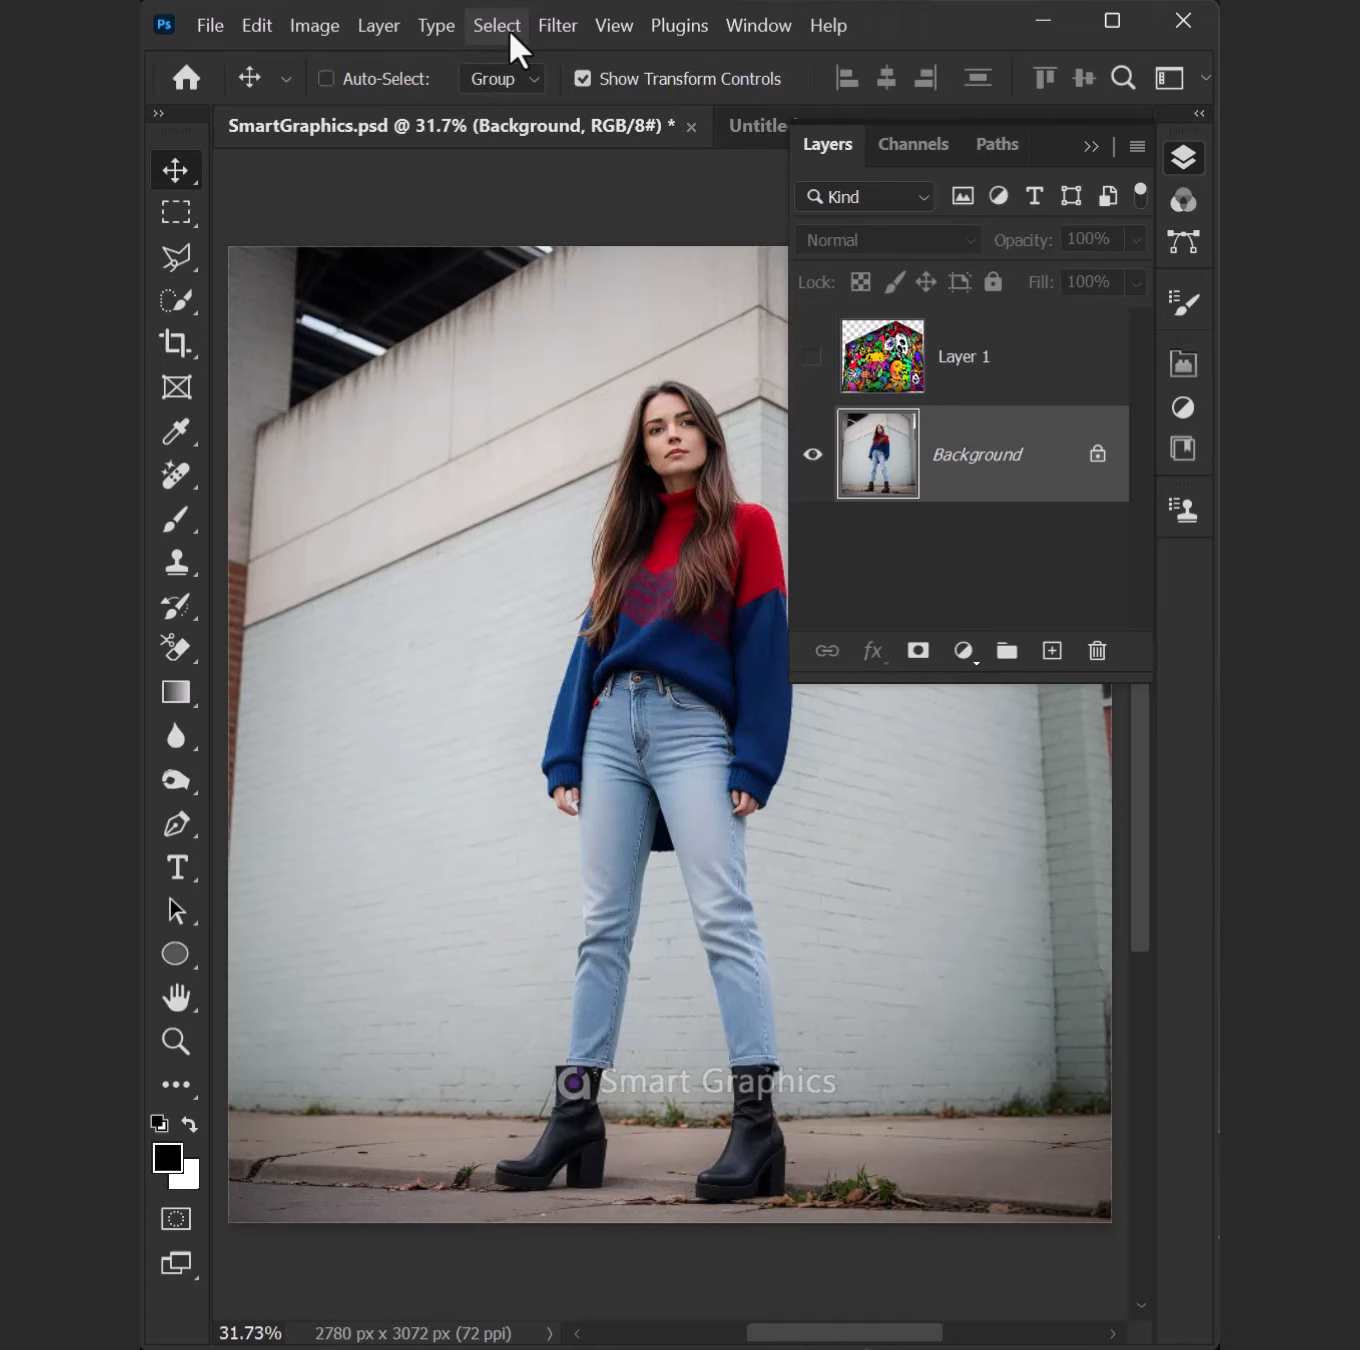 Ps File Edit Image Layer Type Select Filter View Plugins Window Help
Auto-Select: Group Show Transform Controls
SmartGraphics.psd @ 31.7% (Background, RGB/8#) * × Untitle
Layers Channels Paths
Kind
Normal Opacity: 100%
Lock: Fill: 100%
Layer 1
Background
fx
Smart Graphics
31.73% 2780 px x 3072 px (72 ppi)